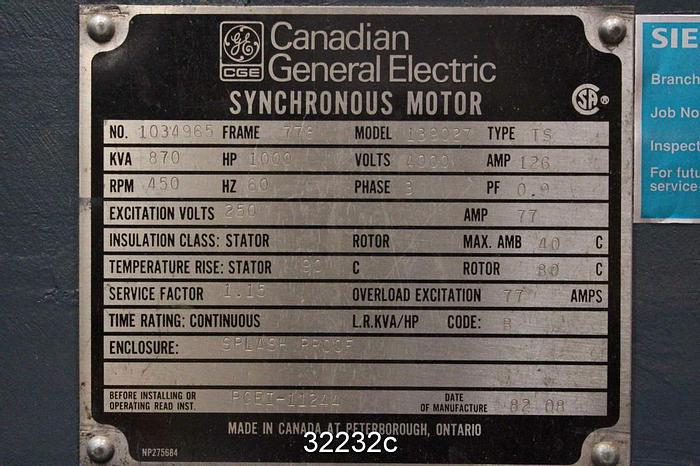 Canadian
General Electric
CGE
SYNCHRONOUS MOTOR
NO. 1034965 FRAME 778 MODEL 139027 TYPE TS
KVA 870 HP 1000 VOLTS 4000 AMP 126
RPM 450 HZ 60 PHASE 3 PF 0.9
EXCITATION VOLTS 250 AMP 77
INSULATION CLASS: STATOR ROTOR MAX. AMB 40 C
TEMPERATURE RISE: STATOR 90 C ROTOR 80 C
SERVICE FACTOR 1.15 OVERLOAD EXCITATION 77 AMPS
TIME RATING: CONTINUOUS L.R.KVA/HP CODE: B
ENCLOSURE: SPLASH PROOF
BEFORE INSTALLING OR
OPERATING READ INST. PCEI-11244 DATE
OF MANUFACTURE 82 08
MADE IN CANADA AT PETERBOROUGH, ONTARIO
NP275684
32232c
SIE
Branch
Job No
Inspect
For futu
service